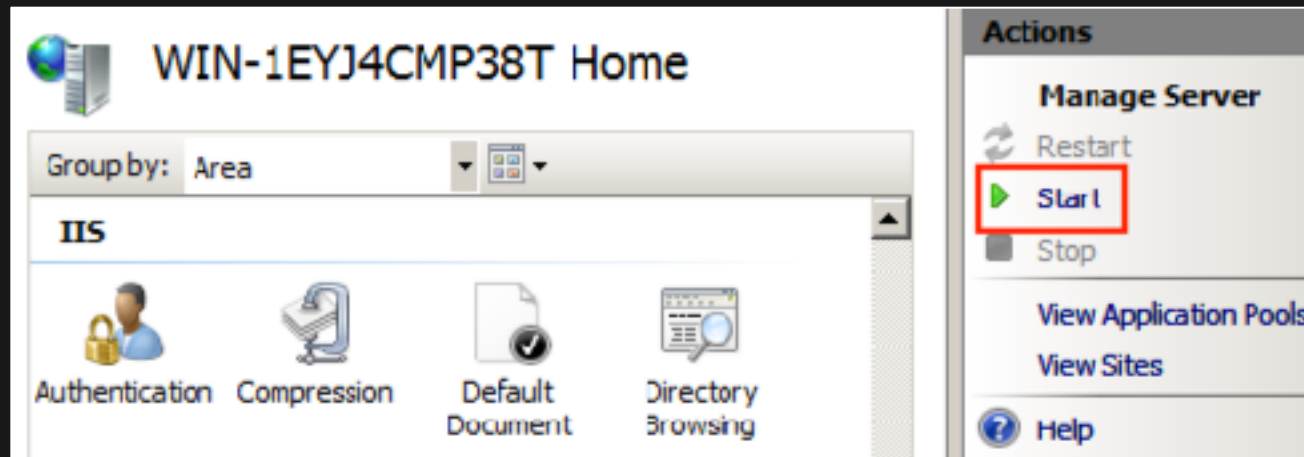 WIN-1EYJ4CMP38T Home
Group by: Area
IIS
Authentication
Compression
Default
Document
Directory
Browsing
Actions
Manage Server
Restart
Start
Stop
View Application Pools
View Sites
Help